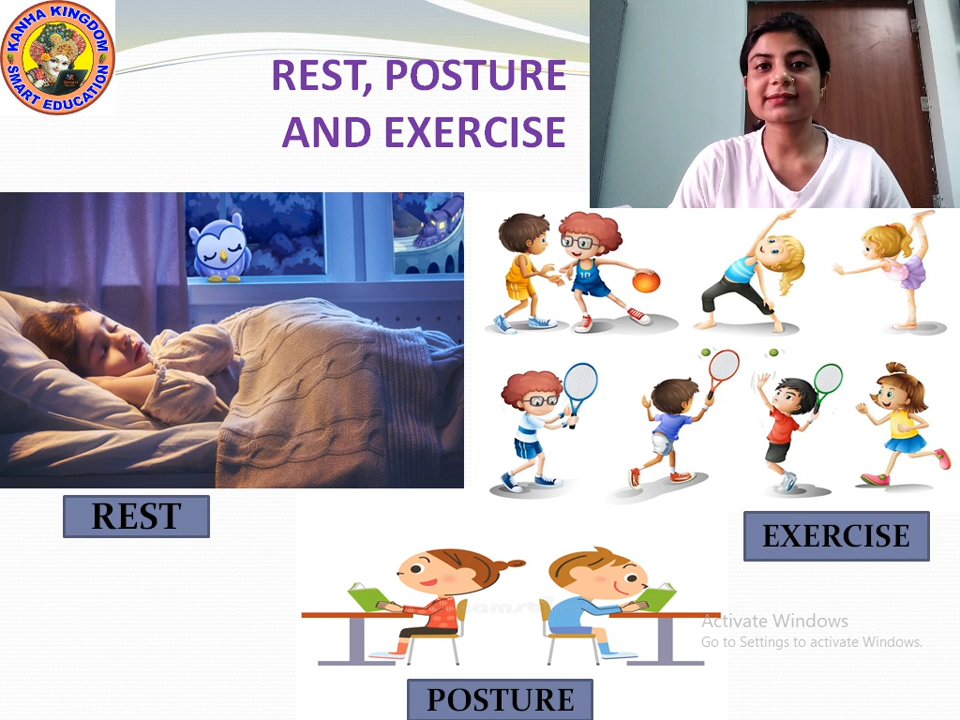 KANHA KINGDOM
SMART EDUCATION
REST, POSTURE
AND EXERCISE
10
REST
EXERCISE
Activate Windows
Go to Settings to activate Windows.
POSTURE